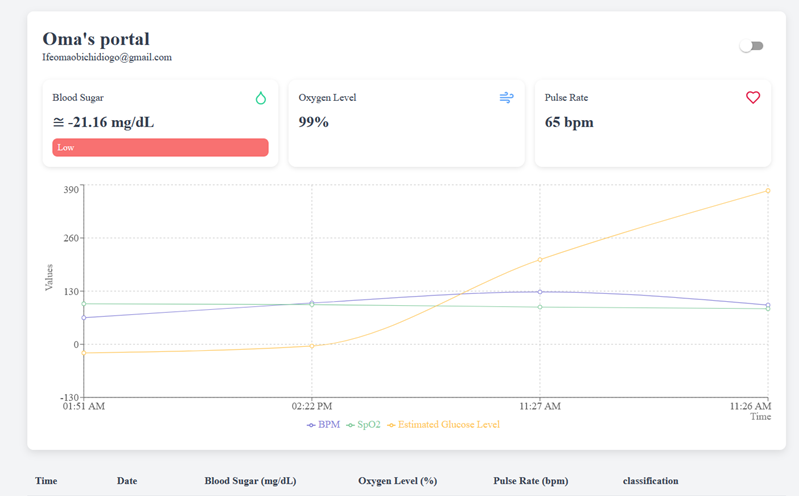 Oma's portal
Ifeomaobichidiogo@gmail.com
Blood Sugar
≅ -21.16 mg/dL
Low
Oxygen Level
99%
Pulse Rate
65 bpm
390
260
130
0
-130
Values
01:51 AM
02:22 PM
11:27 AM
11:26 AM
Time
BPM SpO2 Estimated Glucose Level
Time Date Blood Sugar (mg/dL) Oxygen Level (%) Pulse Rate (bpm) classification